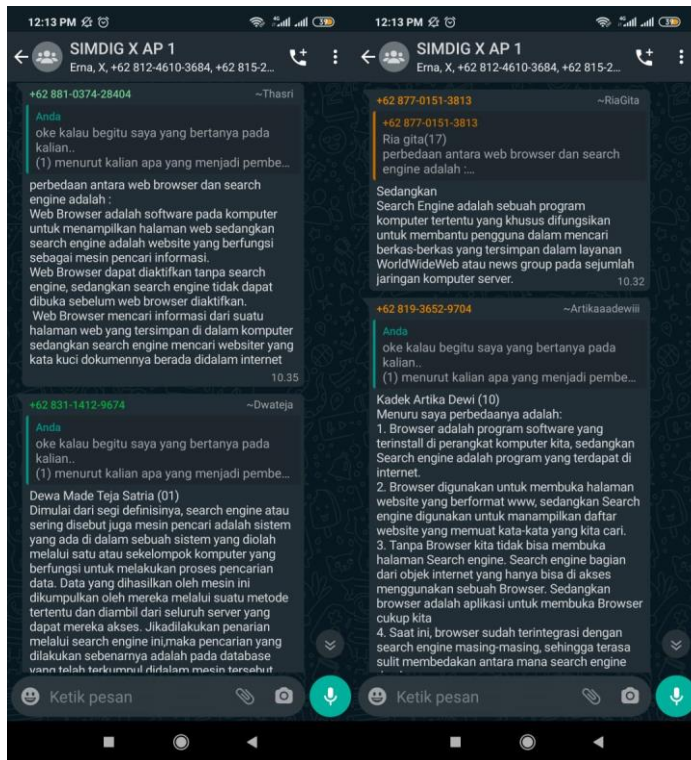 12:13 PM
39
SIMDIG X AP 1
Erna, X, +62 812-4610-3684, +62 815-2...
+62 881-0374-28404 ~Thasri
Anda
oke kalau begitu saya yang bertanya pada
kalian..
(1) menurut kalian apa yang menjadi pembe...
perbedaan antara web browser dan search
engine adalah :
Web Browser adalah software pada komputer
untuk menampilkan halaman web sedangkan
search engine adalah website yang berfungsi
sebagai mesin pencari informasi.
Web Browser dapat diaktifkan tanpa search
engine, sedangkan search engine tidak dapat
dibuka sebelum web browser diaktifkan.
Web Browser mencari informasi dari suatu
halaman web yang tersimpan di dalam komputer
sedangkan search engine mencari websiter yang
kata kuci dokumennya berada didalam internet
10.35
+62 831-1412-9674 ~Dwateja
Anda
oke kalau begitu saya yang bertanya pada
kalian..
(1) menurut kalian apa yang menjadi pembe...
Dewa Made Teja Satria (01)
Dimulai dari segi definisinya, search engine atau
sering disebut juga mesin pencari adalah sistem
yang ada di dalam sebuah sistem yang diolah
melalui satu atau sekelompok komputer yang
berfungsi untuk melakukan proses pencarian
data. Data yang dihasilkan oleh mesin ini
dikumpulkan oleh mereka melalui suatu metode
tertentu dan diambil dari seluruh server yang
dapat mereka akses. Jikadilakukan penarian
melalui search engine ini,maka pencarian yang
dilakukan sebenarnya adalah pada database
yang telah terkumpul didalam mesin tersebut
Ketik pesan
12:13 PM
39
SIMDIG X AP 1
Erna, X, +62 812-4610-3684, +62 815-2...
+62 877-0151-3813 ~RiaGita
+62 877-0151-3813
Ria gita(17)
perbedaan antara web browser dan search
engine adalah :...
Sedangkan
Search Engine adalah sebuah program
komputer tertentu yang khusus difungsikan
untuk membantu pengguna dalam mencari
berkas-berkas yang tersimpan dalam layanan
WorldWideWeb atau news group pada sejumlah
jaringan komputer server.
10.32
+62 819-3652-9704 ~Artikaaadewiii
Anda
oke kalau begitu saya yang bertanya pada
kalian..
(1) menurut kalian apa yang menjadi pembe...
Kadek Artika Dewi (10)
Menuru saya perbedaanya adalah:
1. Browser adalah program software yang
terinstall di perangkat komputer kita, sedangkan
Search engine adalah program yang terdapat di
internet.
2. Browser digunakan untuk membuka halaman
website yang berformat www, sedangkan Search
engine digunakan untuk manampilkan daftar
website yang memuat kata-kata yang kita cari.
3. Tanpa Browser kita tidak bisa membuka
halaman Search engine. Search engine bagian
dari objek internet yang hanya bisa di akses
menggunakan sebuah Browser. Sedangkan
browser adalah aplikasi untuk membuka Browser
cukup kita
4. Saat ini, browser sudah terintegrasi dengan
search engine masing-masing, sehingga terasa
sulit membedakan antara mana search engine
Ketik pesan